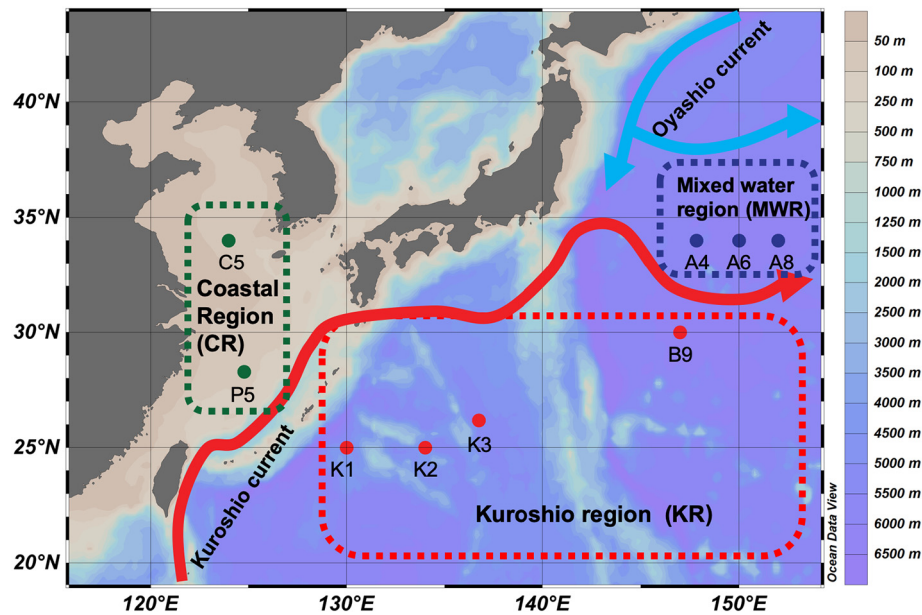 Oyashio current
40°N
35°N
30°N
25°N
20°N
Mixed water
region (MWR)
A4
A6
A8
C5
Coastal
Region
(CR)
P5
B9
K1
K2
K3
Kuroshio current
Kuroshio region (KR)
120°E
130°E
140°E
150°E
50 m
100 m
250 m
500 m
750 m
1000 m
1250 m
1500 m
2000 m
2500 m
3000 m
3500 m
4000 m
4500 m
5000 m
5500 m
6000 m
6500 m
Ocean Data View